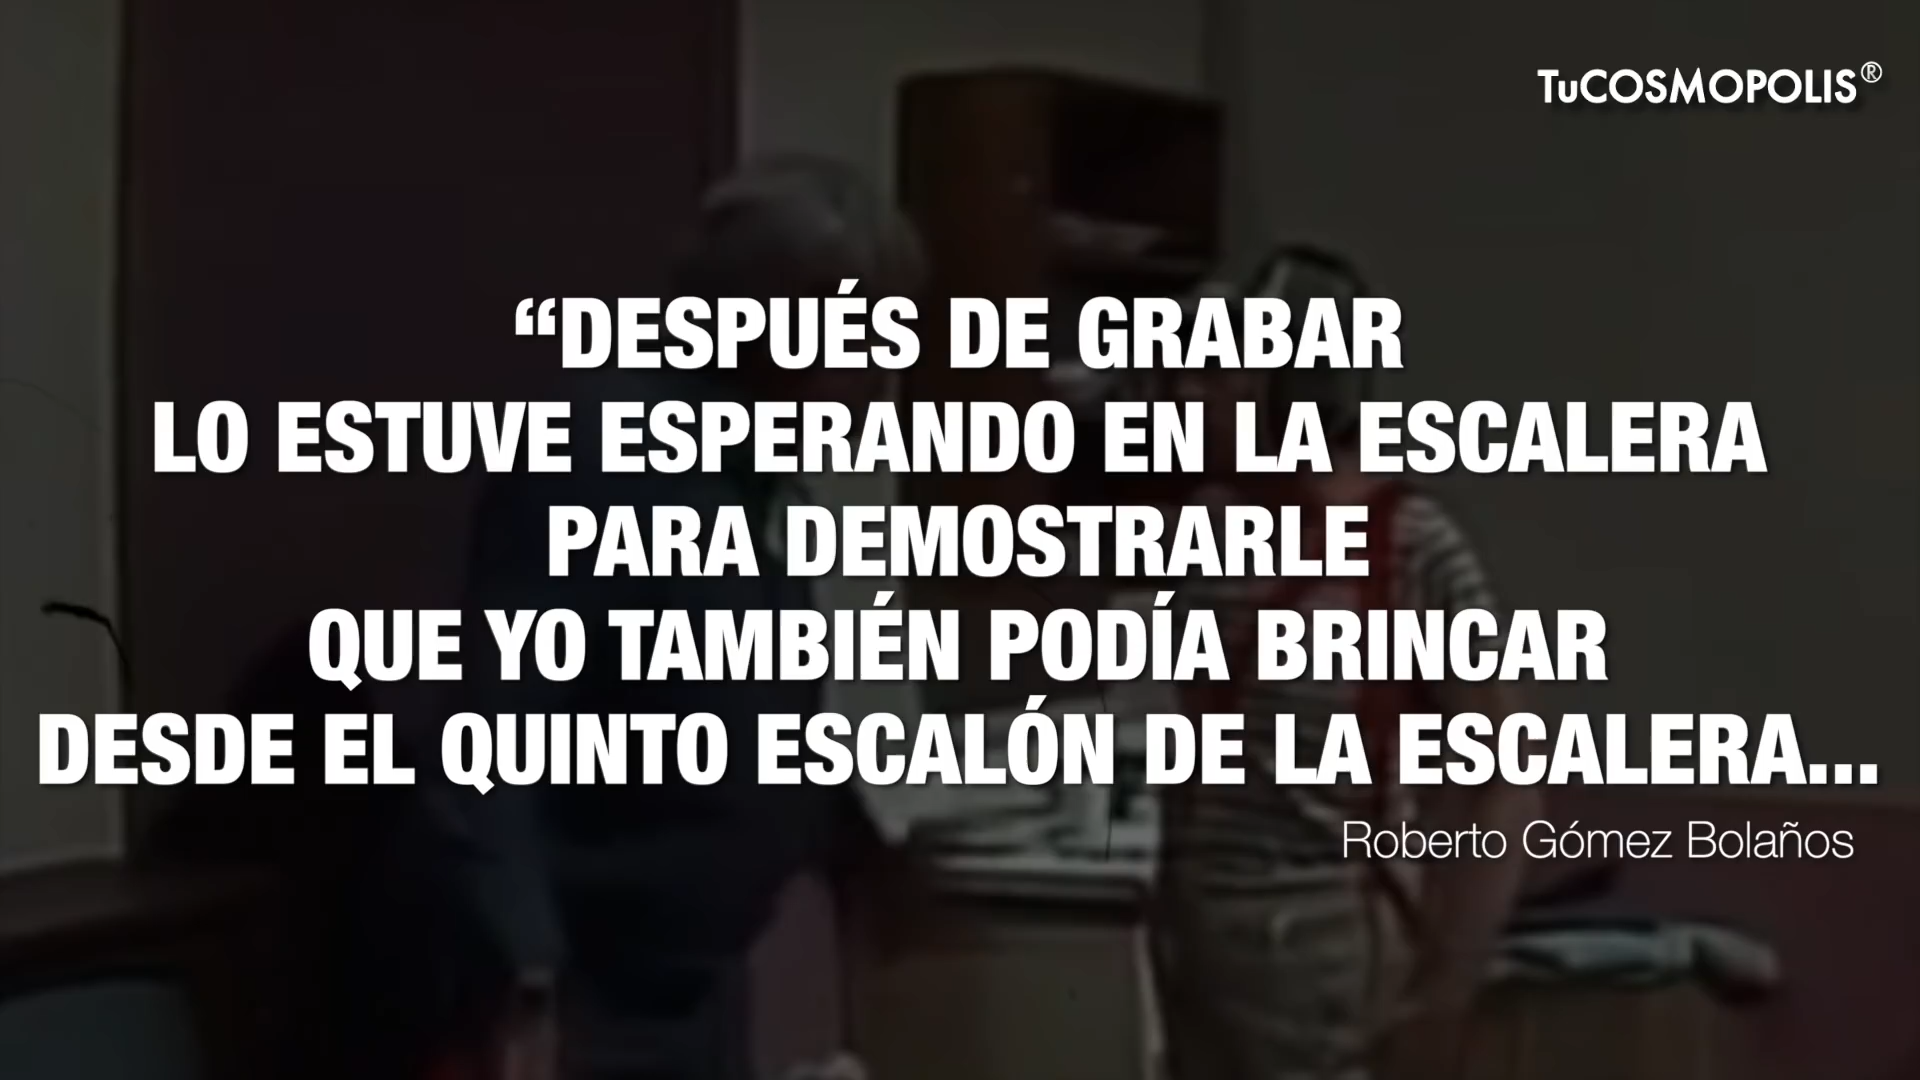 TuCOSMOPOLIS®
“DESPUÉS DE GRABAR
LO ESTUVE ESPERANDO EN LA ESCALERA
PARA DEMOSTRARLE
QUE YO TAMBIÉN PODÍA BRINCAR
DESDE EL QUINTO ESCALÓN DE LA ESCALERA...
Roberto Gómez Bolaños